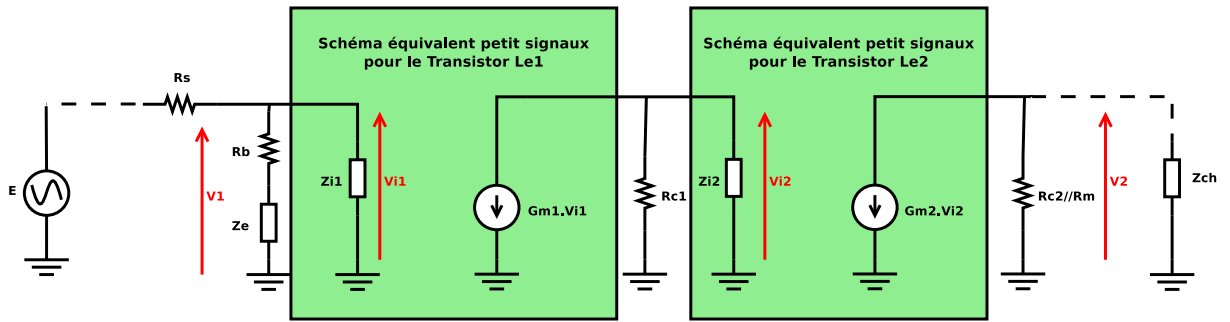 Schéma équivalent petit signaux
pour le Transistor Le1
Schéma équivalent petit signaux
pour le Transistor Le2
Rs
Rb
E
V1
Ze
Zi1
Vi1
Gm1.Vi1
Rc1
Zi2
Vi2
Gm2.Vi2
Rc2//Rm
V2
Zch